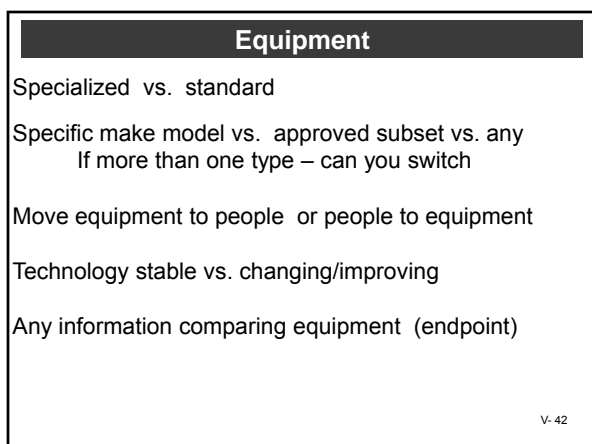 Equipment
Specialized vs. standard
Specific make model vs. approved subset vs. any
If more than one type – can you switch
Move equipment to people or people to equipment
Technology stable vs. changing/improving
Any information comparing equipment (endpoint)
V- 42